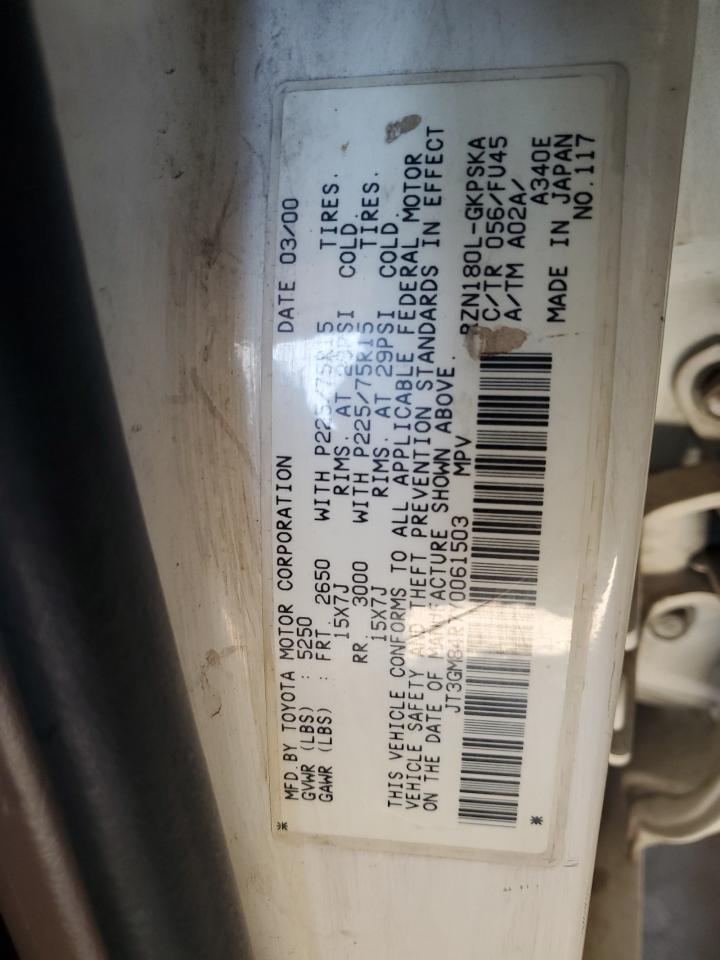 MFD. BY TOYOTA MOTOR CORPORATION DATE 03/00
GVWR (LBS) : 5250
GAWR (LBS) : FRT. 2650 WITH P225/75R15 TIRES.
15X7J RIMS. AT 29PSI COLD.
RR. 3000 WITH P225/75R15 TIRES.
15X7J RIMS. AT 29PSI COLD.
THIS VEHICLE CONFORMS TO ALL APPLICABLE FEDERAL MOTOR
VEHICLE SAFETY AND THEFT PREVENTION STANDARDS IN EFFECT
ON THE DATE OF MANUFACTURE SHOWN ABOVE.
MPV RZN180L-GKPSKA
C/TR 056/FU45
A/TM A02A/
A340E
MADE IN JAPAN
NO.117